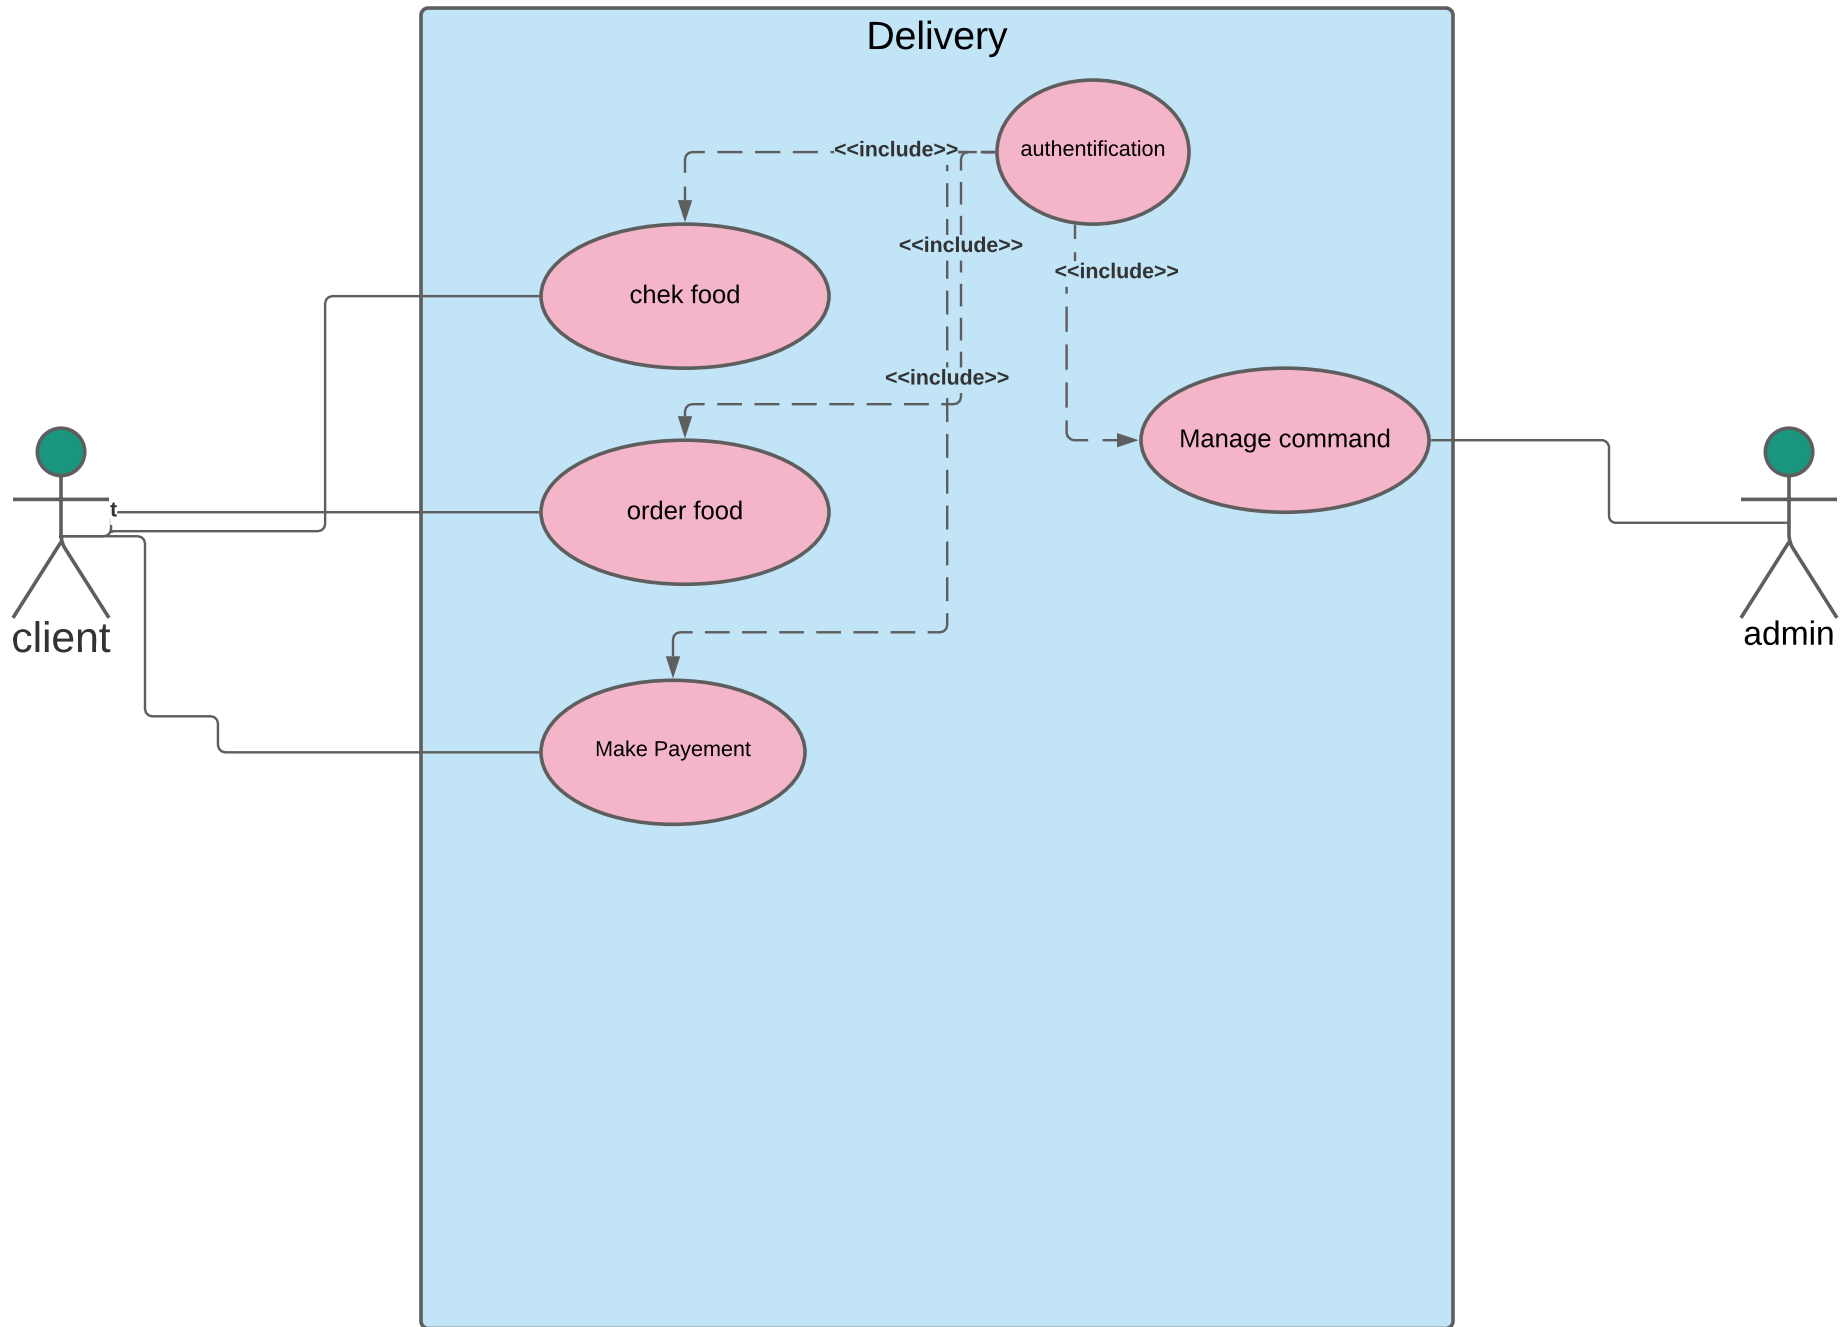 Delivery
authentification
<<include>>
<<include>>
<<include>>
chek food
<<include>>
Manage command
order food
t
client
admin
Make Payement